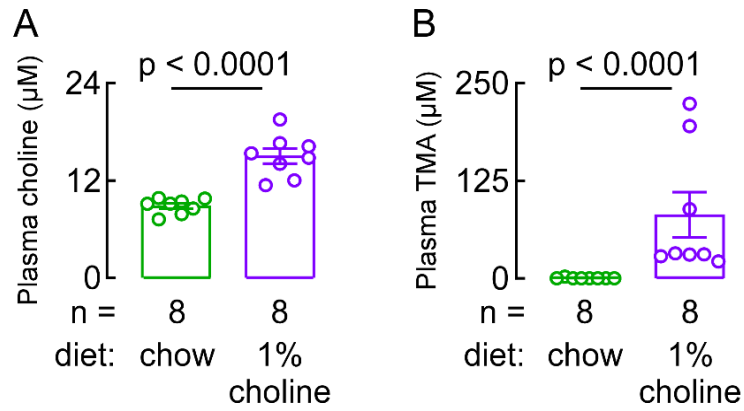 A
p < 0.0001
Plasma choline (µM)
24
12
0
n = 8 8
diet: chow 1%
choline
B
p < 0.0001
Plasma TMA (µM)
250
125
0
8 8
chow 1%
choline